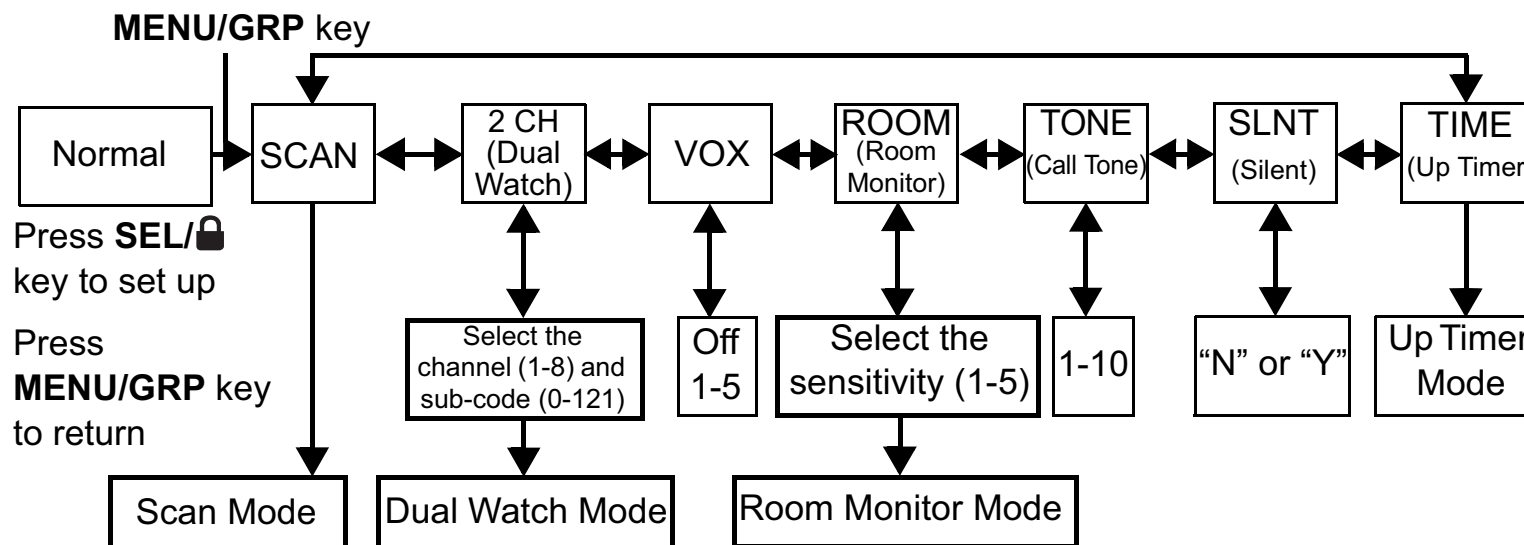 MENU/GRP key
Normal
SCAN
2 CH
(Dual
Watch)
VOX
ROOM
(Room
Monitor)
TONE
(Call Tone)
SLNT
(Silent)
TIME
(Up Timer
Press SEL/
key to set up
Press
MENU/GRP key
to return
Select the
channel (1-8) and
sub-code (0-121)
Off
1-5
Select the
sensitivity (1-5)
1-10
“N” or “Y”
Up Timer
Mode
Scan Mode
Dual Watch Mode
Room Monitor Mode